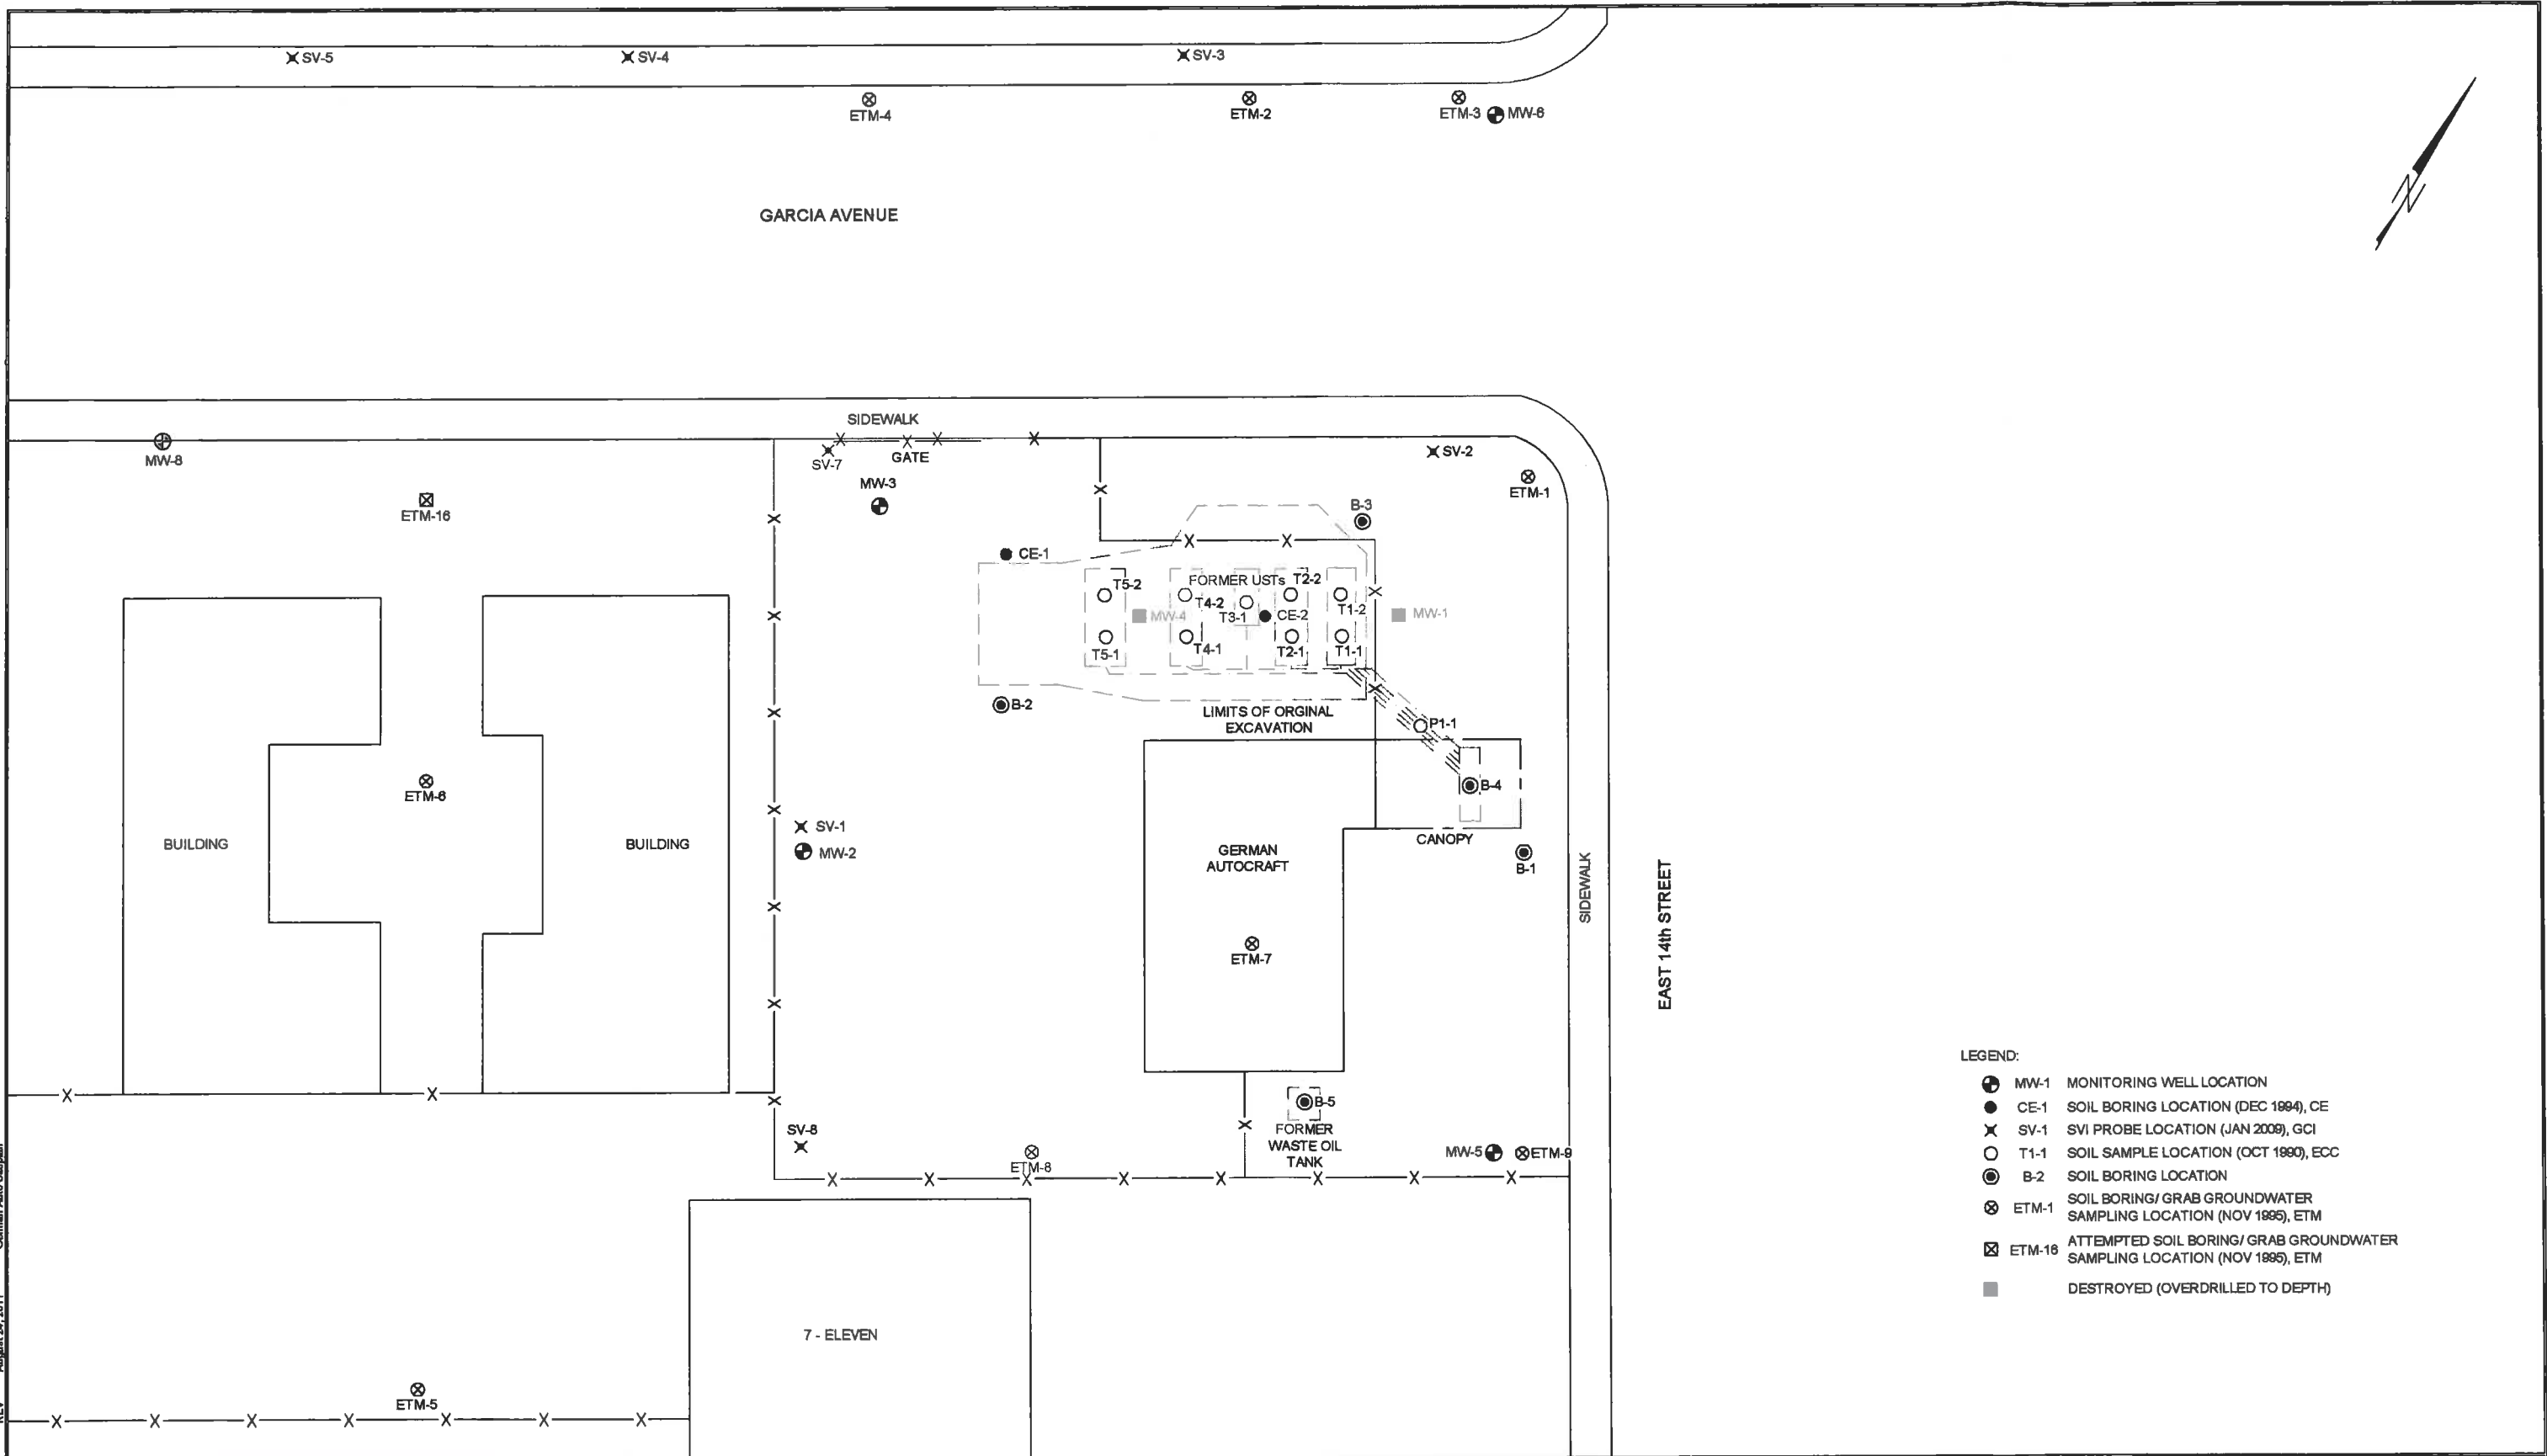 SV-5
SV-4
SV-3
ETM-4
ETM-2
ETM-3
MW-6
GARCIA AVENUE
N
SIDEWALK
MW-8
SV-7
GATE
SV-2
MW-3
ETM-1
ETM-16
B-3
CE-1
T5-2
FORMER USTs
T2-2
T4-2
T3-1
CE-2
T1-2
MW-4
MW-1
T5-1
T4-1
T2-1
T1-1
B-2
LIMITS OF ORGINAL
EXCAVATION
P1-1
ETM-6
B-4
SV-1
MW-2
BUILDING
BUILDING
GERMAN
AUTOCRAFT
CANOPY
B-1
SIDEWALK
EAST 14th STREET
ETM-7
B-5
FORMER
WASTE OIL
TANK
SV-8
ETM-8
MW-5
ETM-9
7 - ELEVEN
ETM-5
LEGEND:
MW-1 MONITORING WELL LOCATION
CE-1 SOIL BORING LOCATION (DEC 1994), CE
SV-1 SVI PROBE LOCATION (JAN 2009), GCI
T1-1 SOIL SAMPLE LOCATION (OCT 1990), ECC
B-2 SOIL BORING LOCATION
ETM-1 SOIL BORING/ GRAB GROUNDWATER
SAMPLING LOCATION (NOV 1995), ETM
ETM-16 ATTEMPTED SOIL BORING/ GRAB GROUNDWATER
SAMPLING LOCATION (NOV 1995), ETM
DESTROYED (OVERDRILLED TO DEPTH)